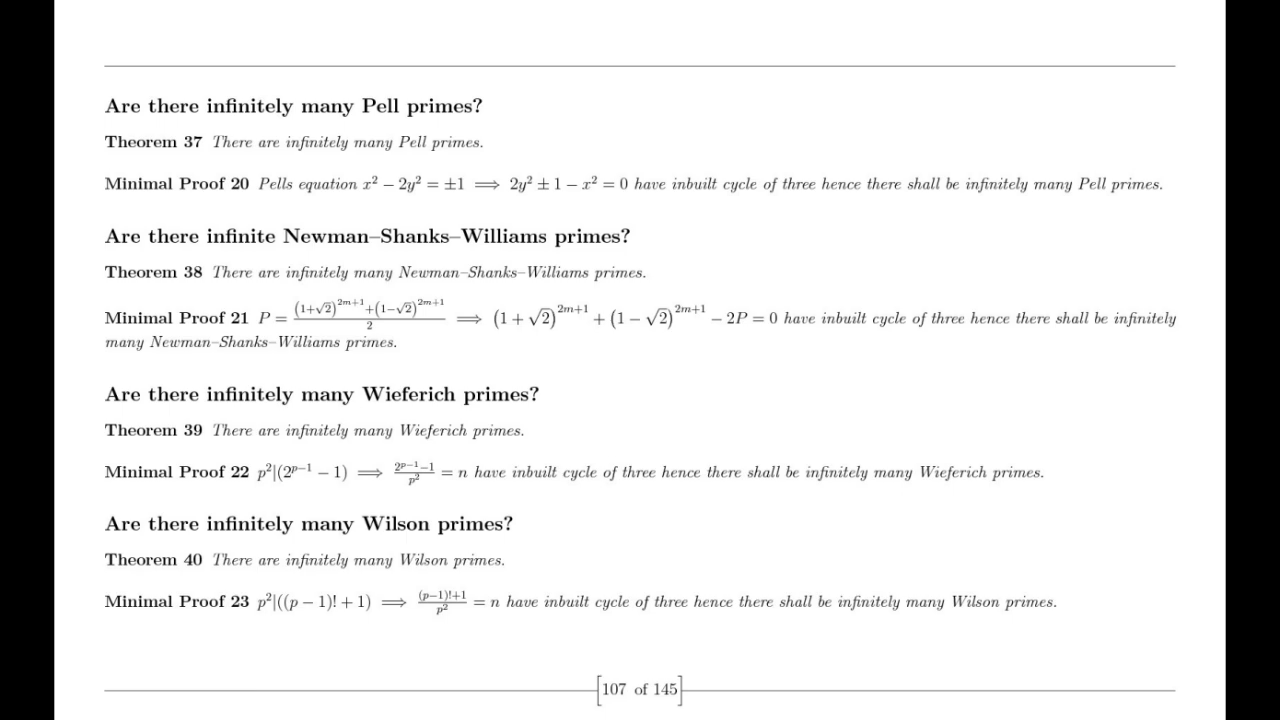 Are there infinitely many Pell primes?
Theorem 37 There are infinitely many Pell primes.
Minimal Proof 20 Pells equation x² − 2y² = ±1 ⟹ 2y² ± 1 − x² = 0 have inbuilt cycle of three hence there shall be infinitely many Pell primes.
Are there infinite Newman–Shanks–Williams primes?
Theorem 38 There are infinitely many Newman–Shanks–Williams primes.
Minimal Proof 21 P = ((1+√2)^{2m+1}+(1−√2)^{2m+1})/2 ⟹ (1 + √2)^{2m+1} + (1 − √2)^{2m+1} − 2P = 0 have inbuilt cycle of three hence there shall be infinitely
many Newman–Shanks–Williams primes.
Are there infinitely many Wieferich primes?
Theorem 39 There are infinitely many Wieferich primes.
Minimal Proof 22 p²|(2^{p−1} − 1) ⟹ (2^{p−1}−1)/p² = n have inbuilt cycle of three hence there shall be infinitely many Wieferich primes.
Are there infinitely many Wilson primes?
Theorem 40 There are infinitely many Wilson primes.
Minimal Proof 23 p²|((p − 1)! + 1) ⟹ ((p−1)!+1)/p² = n have inbuilt cycle of three hence there shall be infinitely many Wilson primes.
[107 of 145]